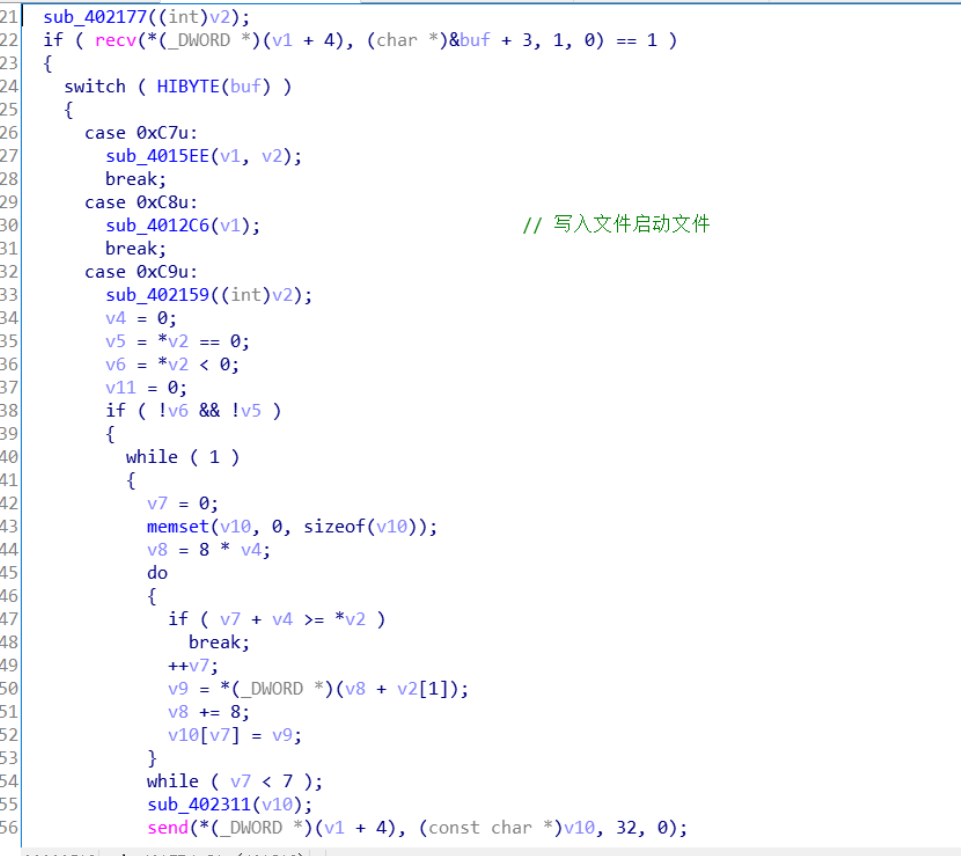 21 sub_402177((int)v2);
22 if ( recv(*(_DWORD *)(v1 + 4), (char *)&buf + 3, 1, 0) == 1 )
23 {
24 switch ( HIBYTE(buf) )
25 {
26 case 0xC7u:
27 sub_4015EE(v1, v2);
28 break;
29 case 0xC8u:
30 sub_4012C6(v1); // 写入文件启动文件
31 break;
32 case 0xC9u:
33 sub_402159((int)v2);
34 v4 = 0;
35 v5 = *v2 == 0;
36 v6 = *v2 < 0;
37 v11 = 0;
38 if ( !v6 && !v5 )
39 {
40 while ( 1 )
41 {
42 v7 = 0;
43 memset(v10, 0, sizeof(v10));
44 v8 = 8 * v4;
45 do
46 {
47 if ( v7 + v4 >= *v2 )
48 break;
49 ++v7;
50 v9 = *(_DWORD *)(v8 + v2[1]);
51 v8 += 8;
52 v10[v7] = v9;
53 }
54 while ( v7 < 7 );
55 sub_402311(v10);
56 send(*(_DWORD *)(v1 + 4), (const char *)v10, 32, 0);